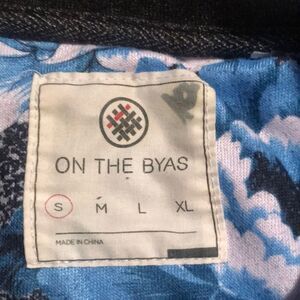 ON THE BYAS
S M L XL
MADE IN CHINA